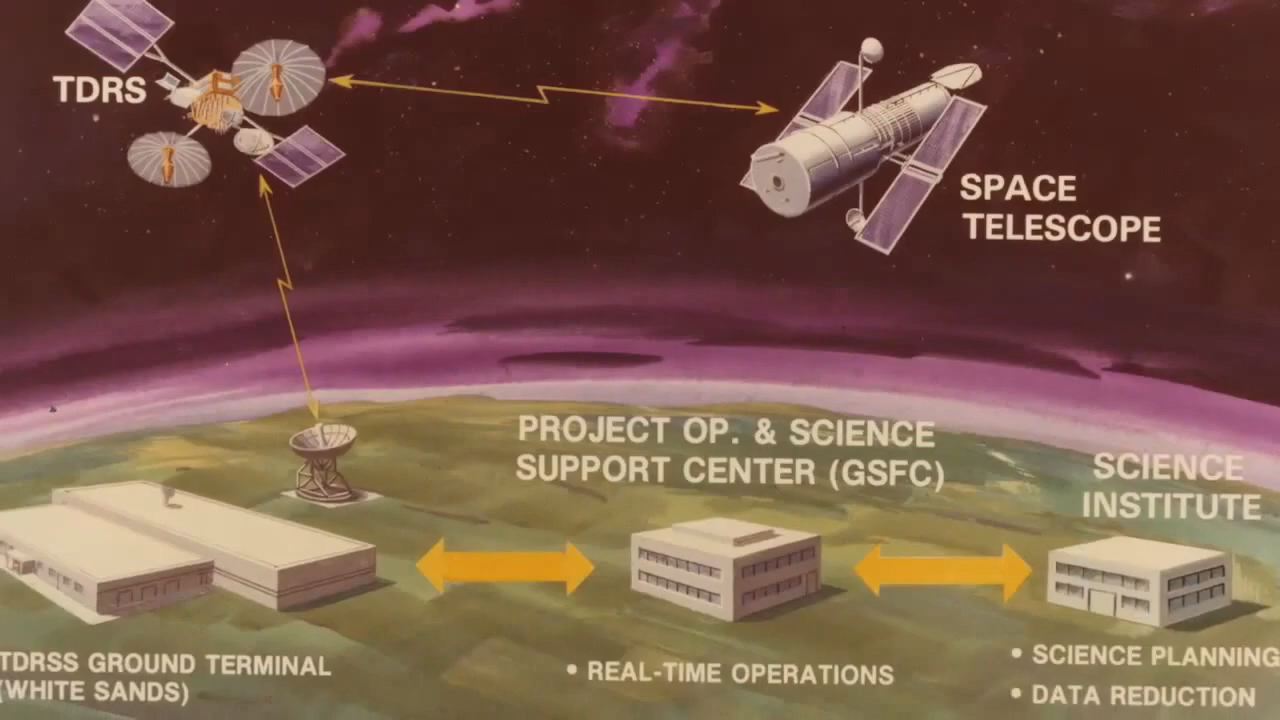 TDRS
SPACE
TELESCOPE
PROJECT OP. & SCIENCE
SUPPORT CENTER (GSFC)
SCIENCE
INSTITUTE
TDRSS GROUND TERMINAL
(WHITE SANDS)
• REAL-TIME OPERATIONS
• SCIENCE PLANNING
• DATA REDUCTION